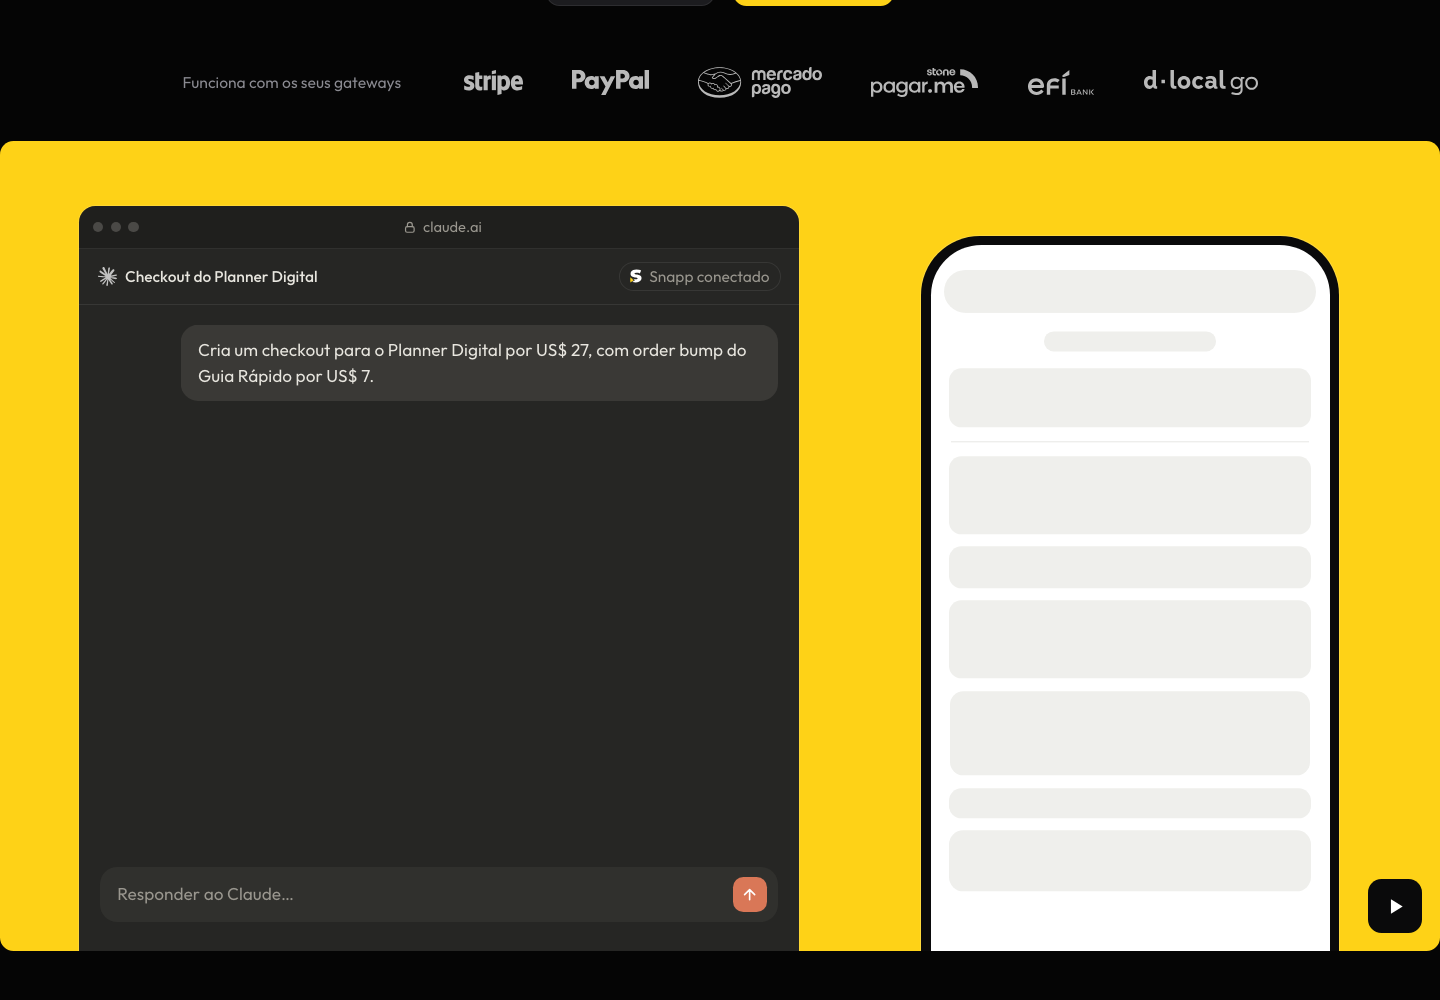 Funciona com os seus gateways
stripe
PayPal
mercado
pago
stone
pagar.me
efí BANK
d·local go
claude.ai
Checkout do Planner Digital
S Snapp conectado
Cria um checkout para o Planner Digital por US$ 27, com order bump do
Guia Rápido por US$ 7.
Responder ao Claude...